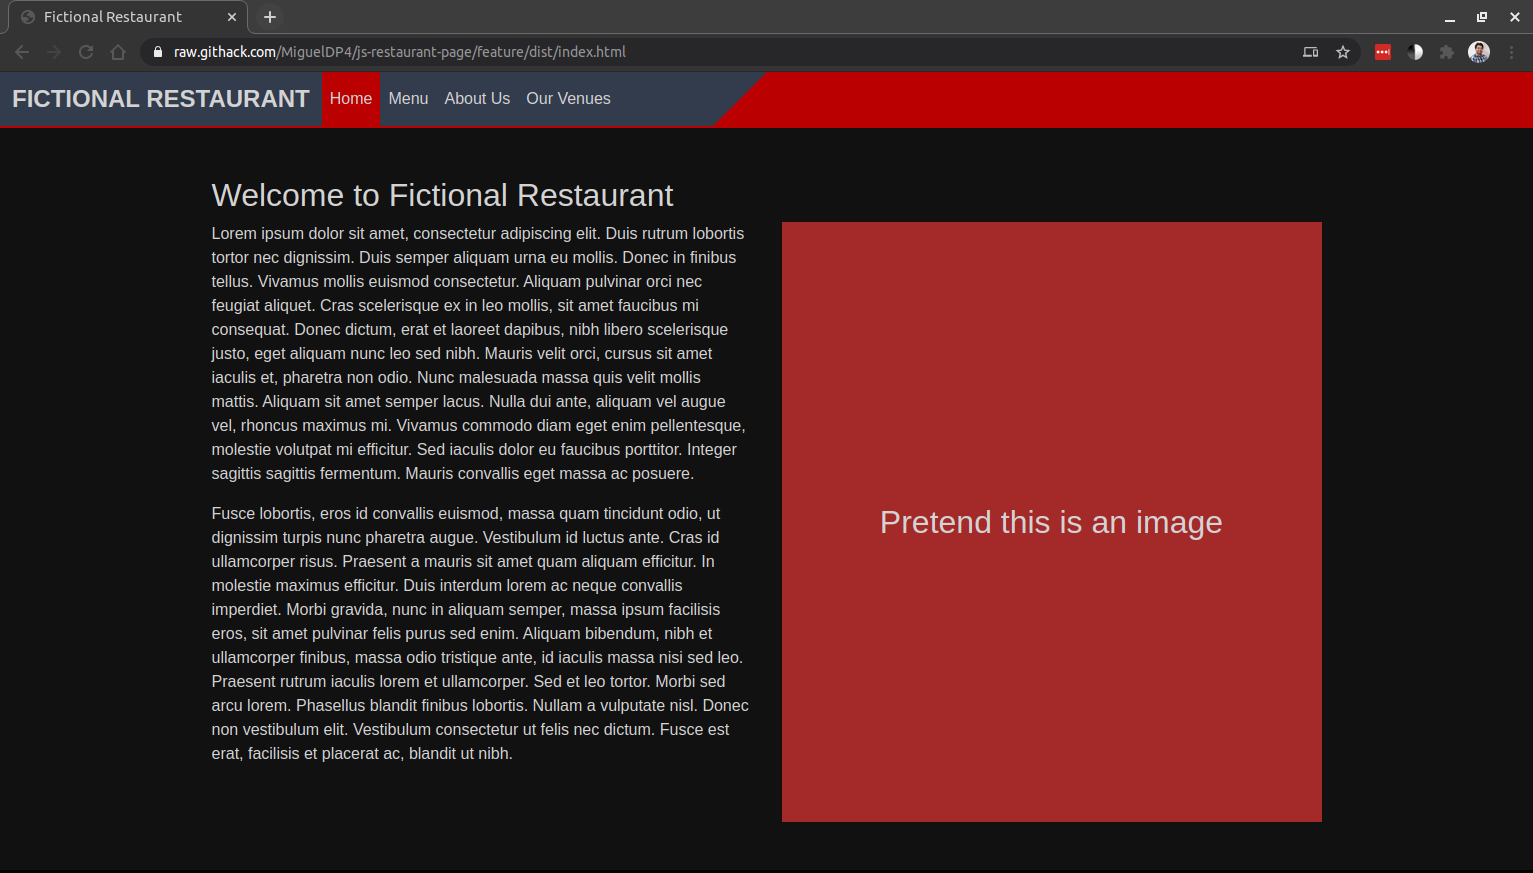 Fictional Restaurant
raw.githack.com/MiguelDP4/js-restaurant-page/feature/dist/index.html
FICTIONAL RESTAURANT Home Menu About Us Our Venues
Welcome to Fictional Restaurant
Lorem ipsum dolor sit amet, consectetur adipiscing elit. Duis rutrum lobortis
tortor nec dignissim. Duis semper aliquam urna eu mollis. Donec in finibus
tellus. Vivamus mollis euismod consectetur. Aliquam pulvinar orci nec
feugiat aliquet. Cras scelerisque ex in leo mollis, sit amet faucibus mi
consequat. Donec dictum, erat et laoreet dapibus, nibh libero scelerisque
justo, eget aliquam nunc leo sed nibh. Mauris velit orci, cursus sit amet
iaculis et, pharetra non odio. Nunc malesuada massa quis velit mollis
mattis. Aliquam sit amet semper lacus. Nulla dui ante, aliquam vel augue
vel, rhoncus maximus mi. Vivamus commodo diam eget enim pellentesque,
molestie volutpat mi efficitur. Sed iaculis dolor eu faucibus porttitor. Integer
sagittis sagittis fermentum. Mauris convallis eget massa ac posuere.
Fusce lobortis, eros id convallis euismod, massa quam tincidunt odio, ut
dignissim turpis nunc pharetra augue. Vestibulum id luctus ante. Cras id
ullamcorper risus. Praesent a mauris sit amet quam aliquam efficitur. In
molestie maximus efficitur. Duis interdum lorem ac neque convallis
imperdiet. Morbi gravida, nunc in aliquam semper, massa ipsum facilisis
eros, sit amet pulvinar felis purus sed enim. Aliquam bibendum, nibh et
ullamcorper finibus, massa odio tristique ante, id iaculis massa nisi sed leo.
Praesent rutrum iaculis lorem et ullamcorper. Sed et leo tortor. Morbi sed
arcu lorem. Phasellus blandit finibus lobortis. Nullam a vulputate nisl. Donec
non vestibulum elit. Vestibulum consectetur ut felis nec dictum. Fusce est
erat, facilisis et placerat ac, blandit ut nibh.
Pretend this is an image